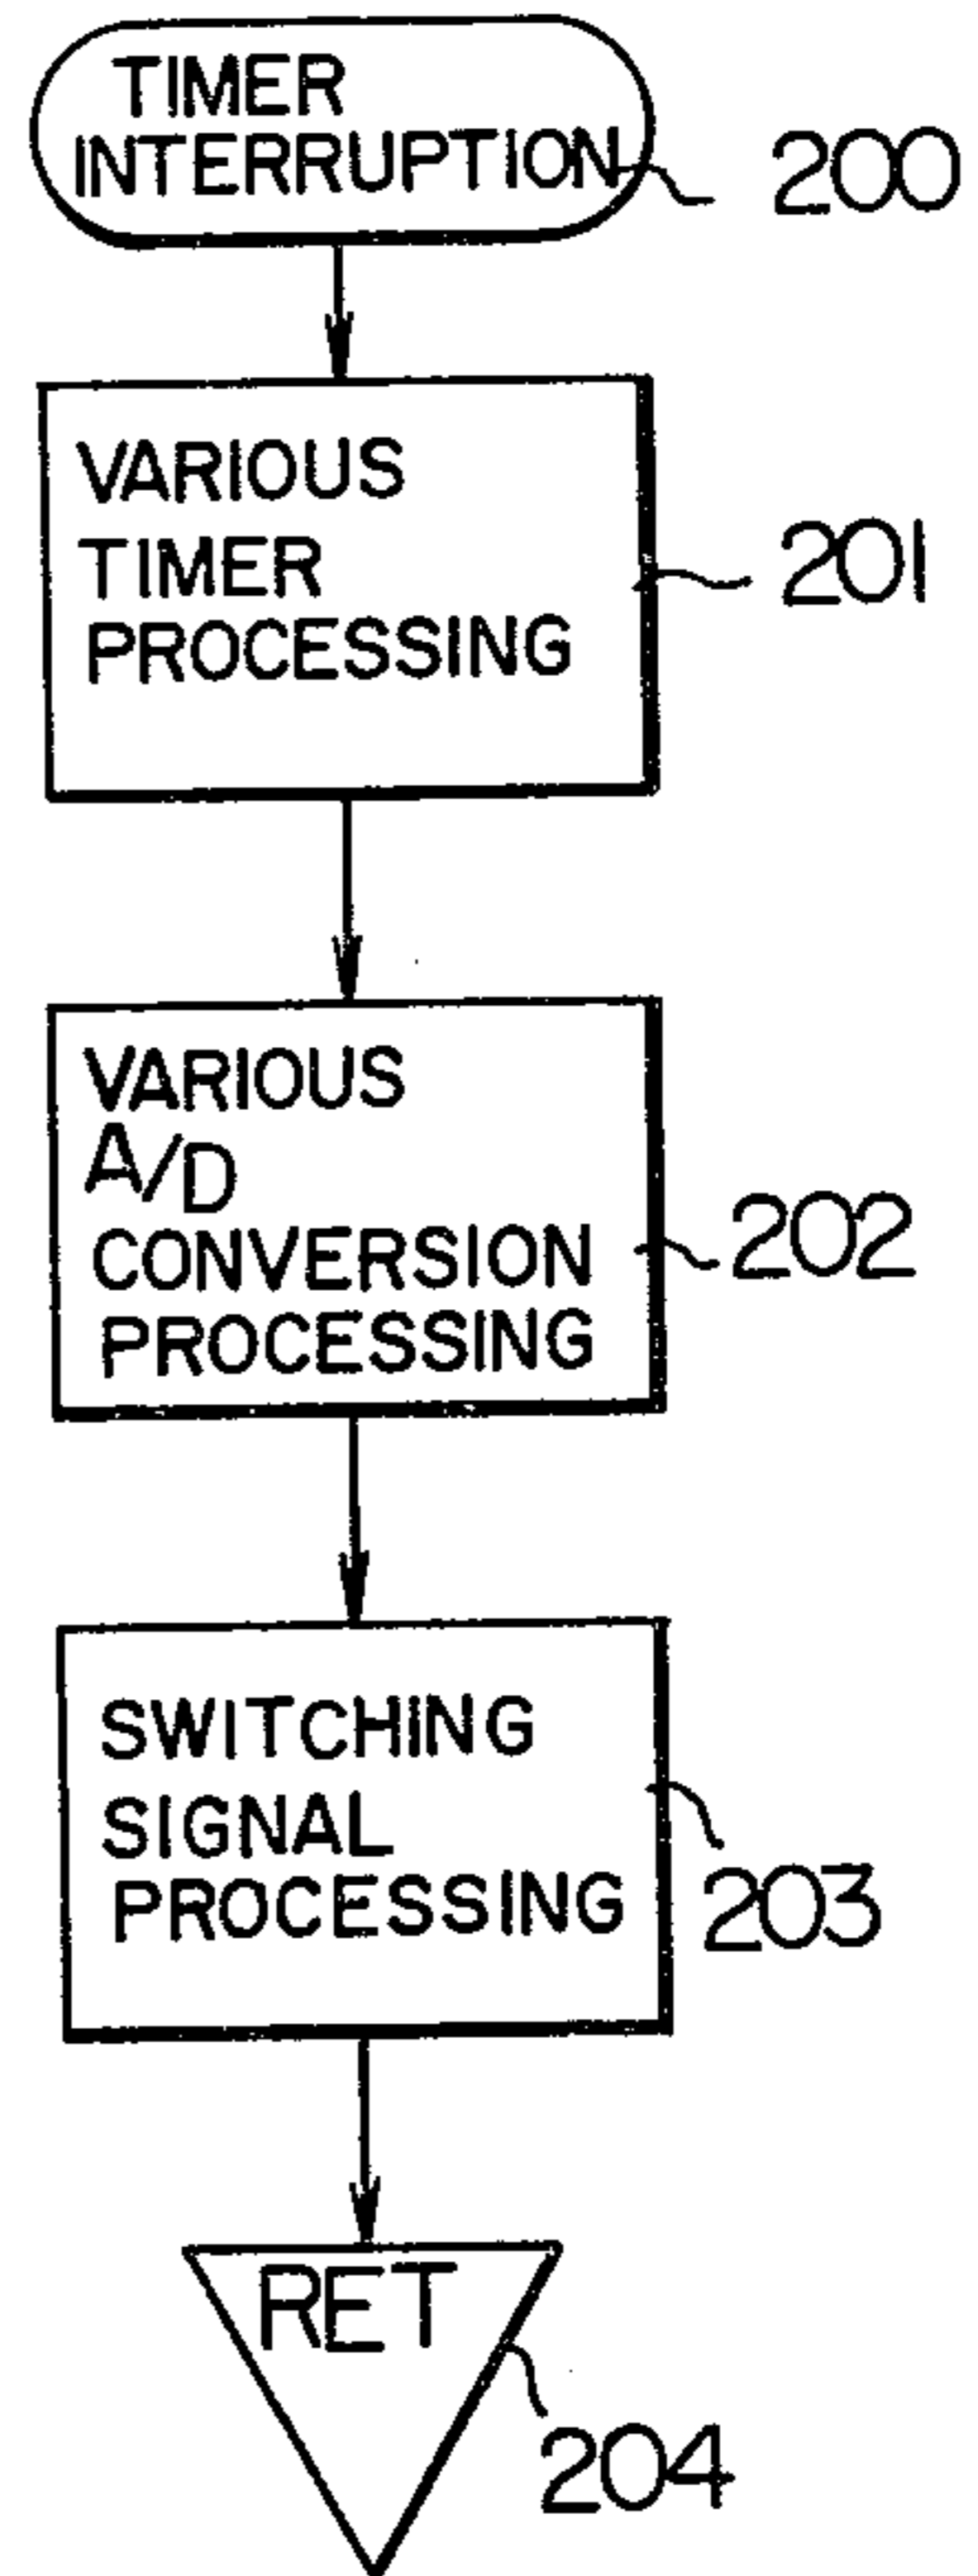 TIMER
INTERRUPTION
200
VARIOUS
TIMER
PROCESSING
201
VARIOUS
A/D
CONVERSION
PROCESSING
202
SWITCHING
SIGNAL
PROCESSING
203
RET
204